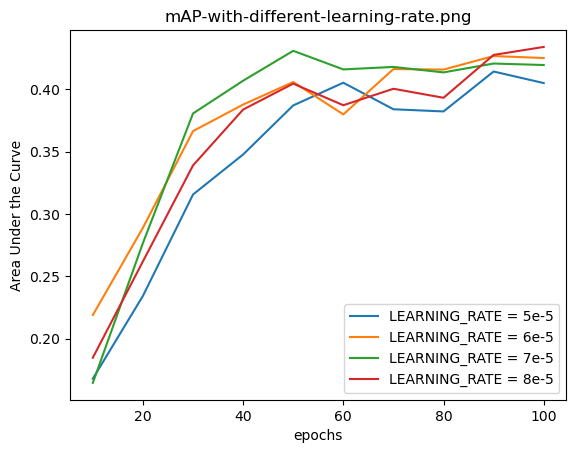 mAP-with-different-learning-rate.png
Area Under the Curve
0.40
0.35
0.30
0.25
0.20
LEARNING_RATE = 5e-5
LEARNING_RATE = 6e-5
LEARNING_RATE = 7e-5
LEARNING_RATE = 8e-5
20 40 60 80 100
epochs